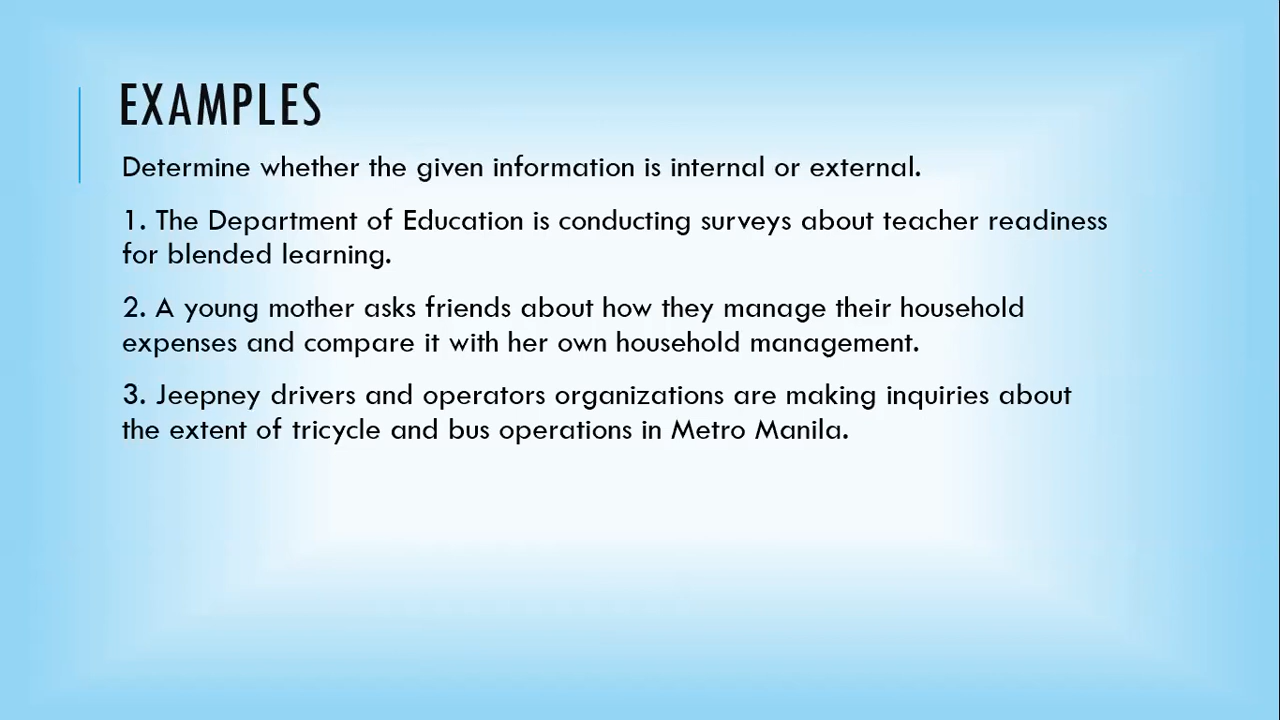 EXAMPLES
Determine whether the given information is internal or external.
1. The Department of Education is conducting surveys about teacher readiness
for blended learning.
2. A young mother asks friends about how they manage their household
expenses and compare it with her own household management.
3. Jeepney drivers and operators organizations are making inquiries about
the extent of tricycle and bus operations in Metro Manila.